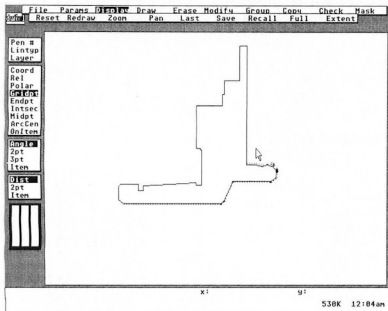 File Params Display Draw Erase Modify Group Copy Check Mask
Reset Redraw Zoom Pan Last Save Recall Full Extent
Pen #
Lintyp
Layer
Coord
Rel
Polar
Gridpt
Endpt
Intsec
Midpt
ArcCen
OnItem
Angle
2pt
3pt
Item
Dist
2pt
Item
x: y:
530K 12:04am